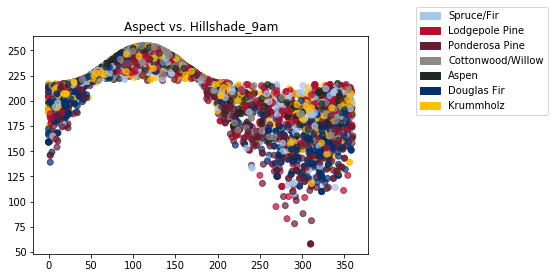 Aspect vs. Hillshade_9am
250
225
200
175
150
125
100
75
50
0
50
100
150
200
250
300
350
Spruce/Fir
Lodgepole Pine
Ponderosa Pine
Cottonwood/Willow
Aspen
Douglas Fir
Krummholz